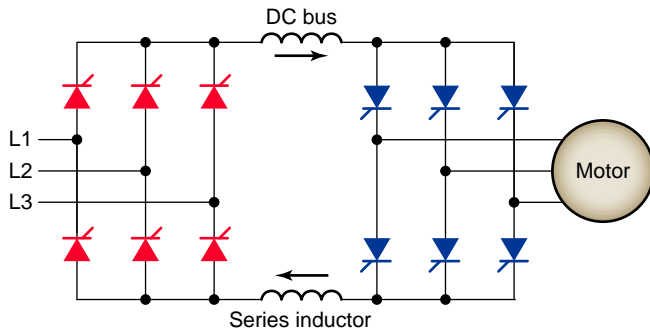 DC bus
L1
L2
L3
Motor
Series inductor